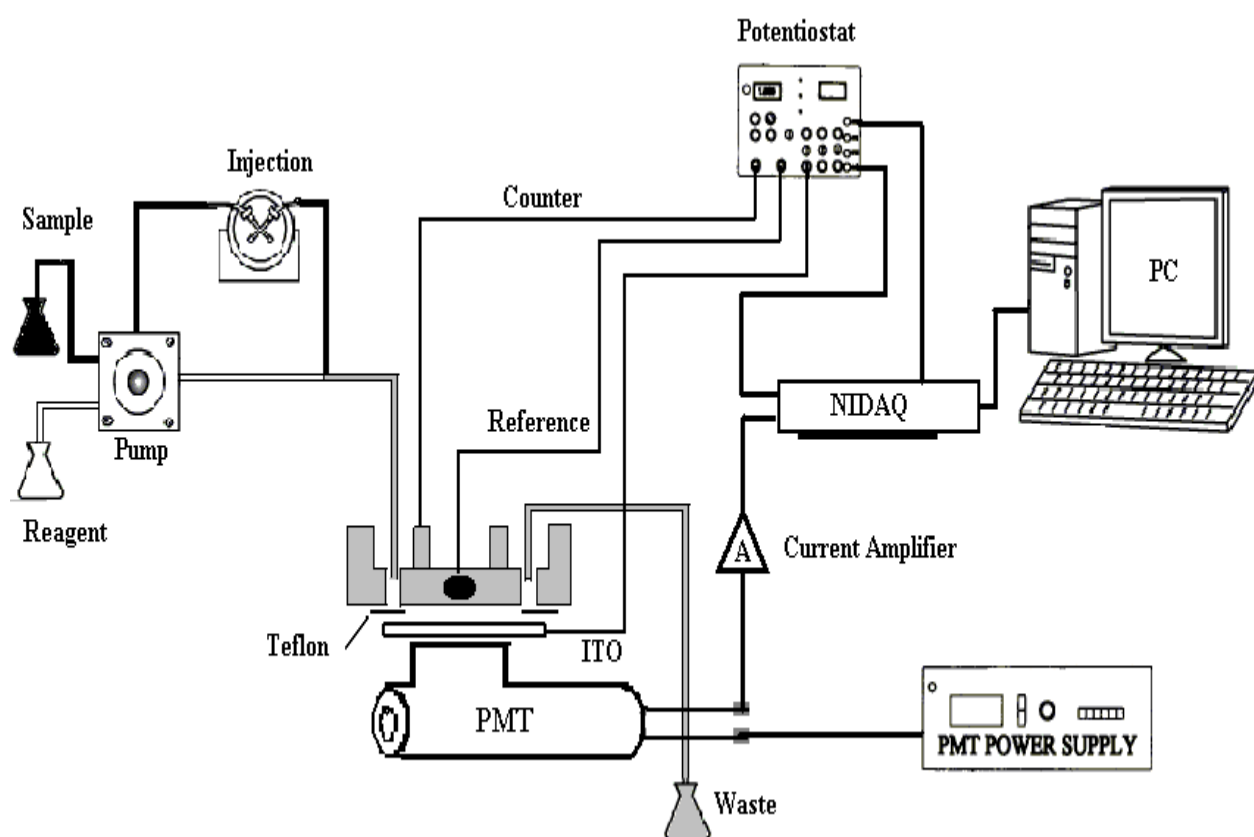 Potentiostat
Injection
Sample
Counter
PC
NIDAQ
Reference
Pump
Reagent
A
Current Amplifier
Teflon
ITO
PMT
PMT POWER SUPPLY
Waste